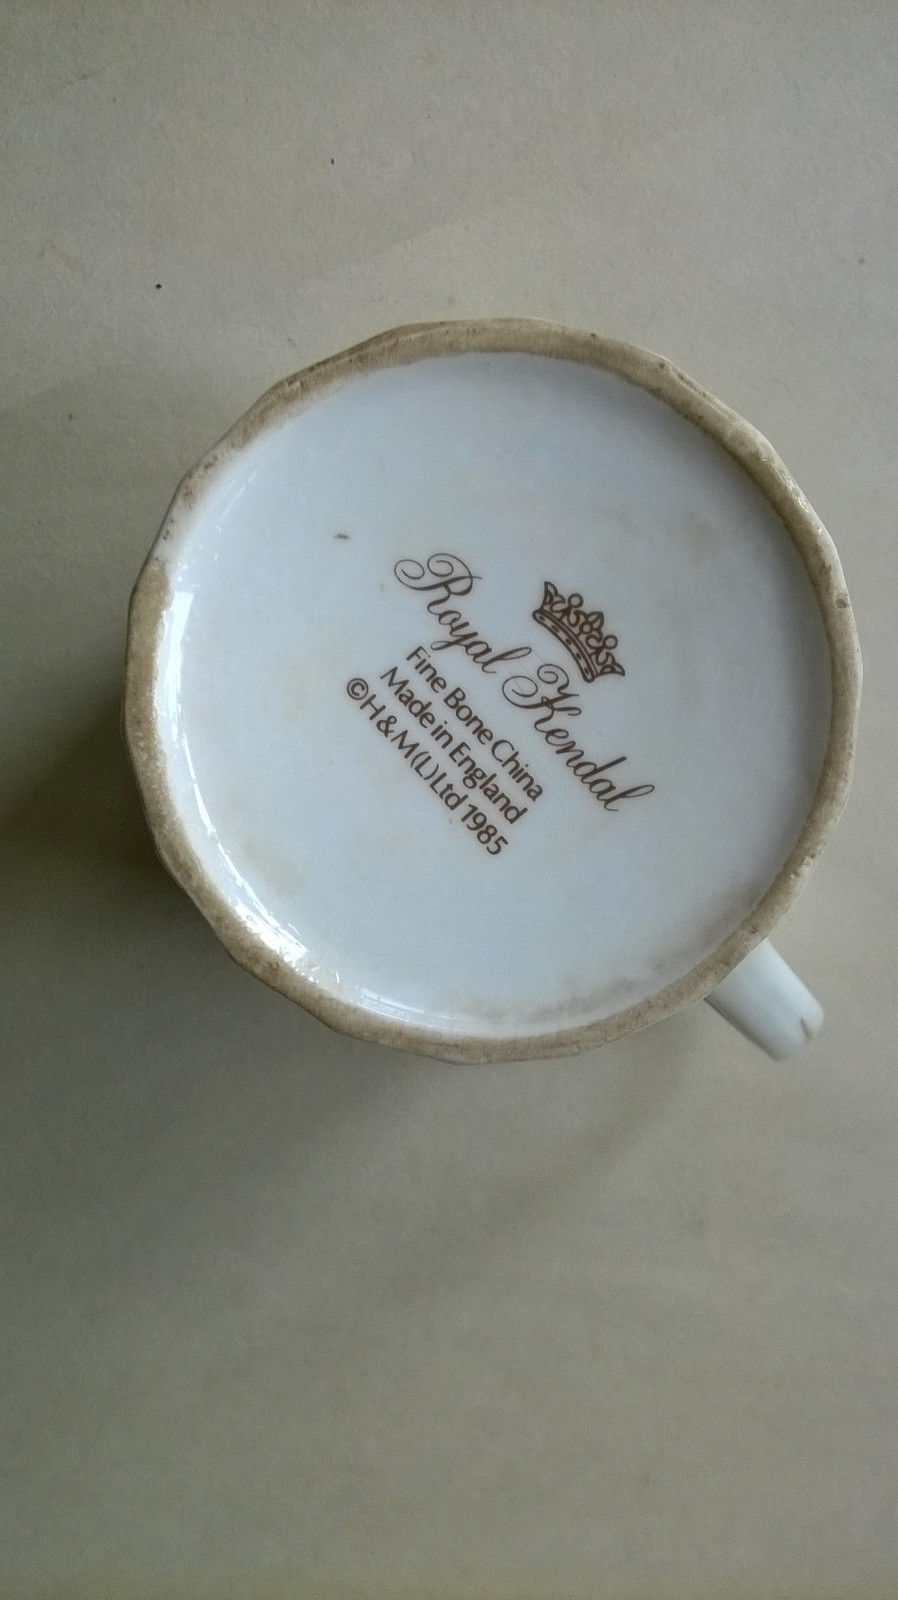 Royal Kendal
Fine Bone China
Made in England
©H&M(L)Ltd 1985